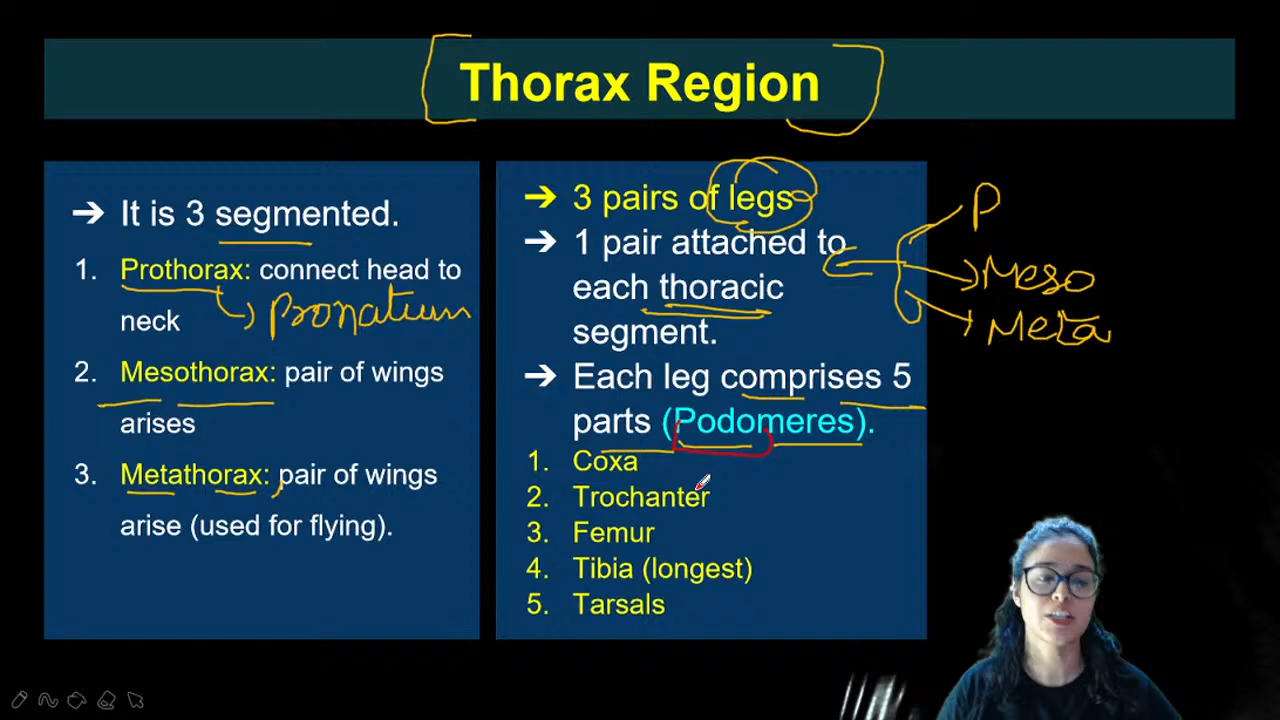 Thorax Region
➔ It is 3 segmented.
1. Prothorax: connect head to
neck
Pronatium
2. Mesothorax: pair of wings
arises
3. Metathorax: pair of wings
arise (used for flying).
➔ 3 pairs of legs
➔ 1 pair attached to
each thoracic
segment.
➔ Each leg comprises 5
parts (Podomeres).
1. Coxa
2. Trochanter
3. Femur
4. Tibia (longest)
5. Tarsals
P
Meso
Meta